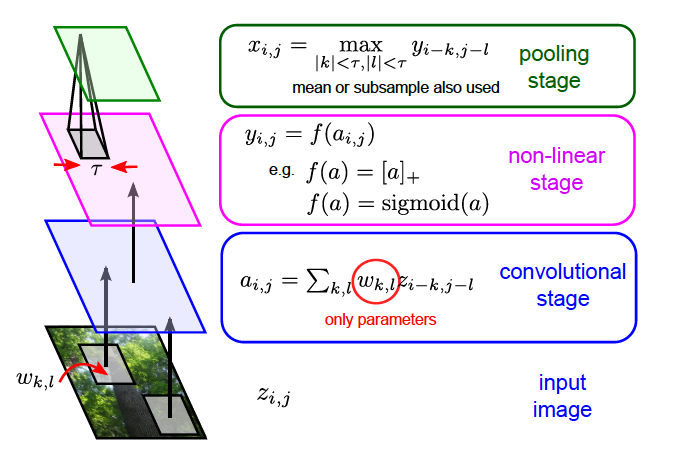 x_{i,j} = max_{|k|<τ,|l|<τ} y_{i−k,j−l}
mean or subsample also used
pooling
stage
τ
y_{i,j} = f(a_{i,j})
e.g. f(a) = [a]_+
f(a) = sigmoid(a)
non-linear
stage
a_{i,j} = ∑_{k,l} w_{k,l} z_{i−k,j−l}
only parameters
convolutional
stage
w_{k,l}
z_{i,j}
input
image